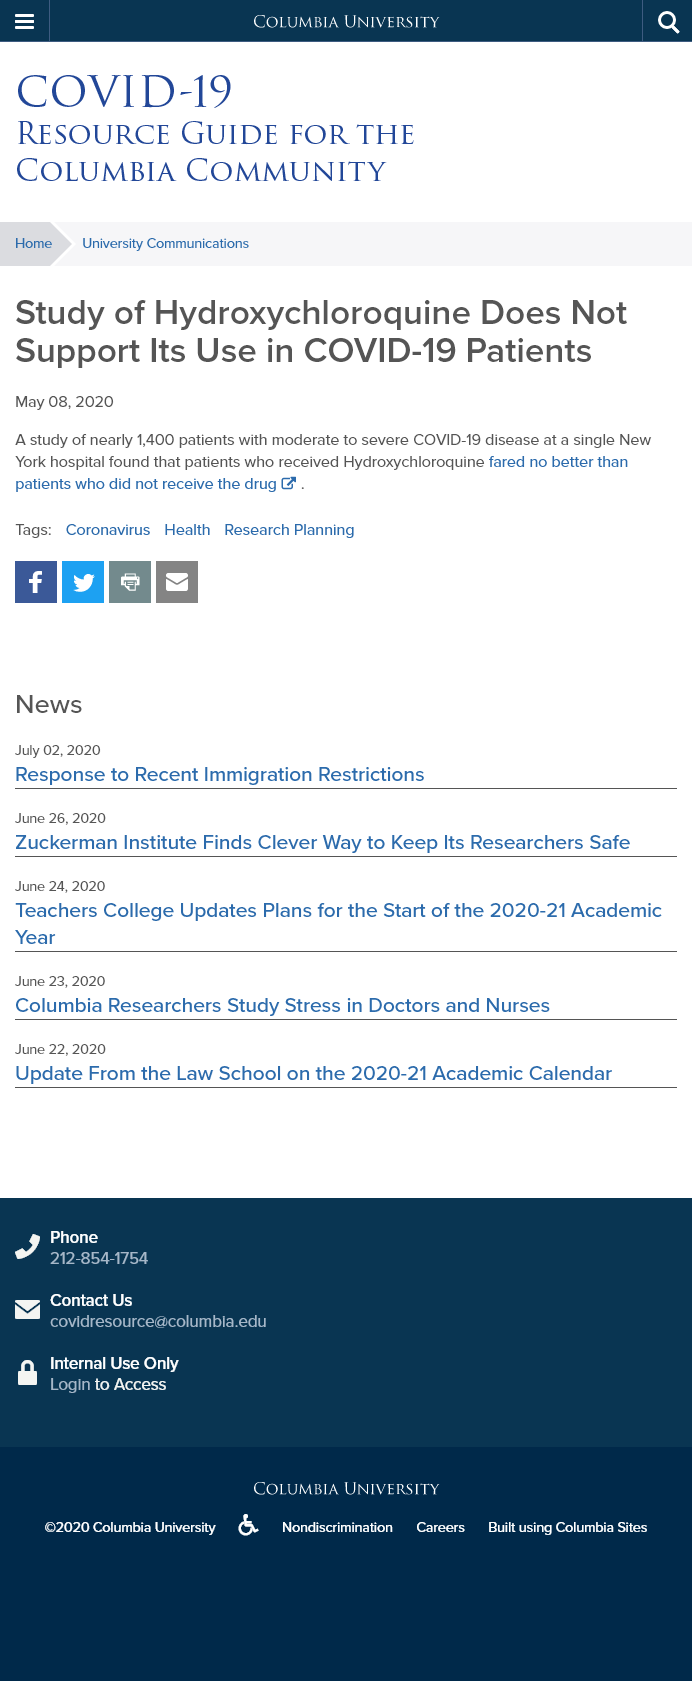 Columbia University
COVID-19
Resource Guide for the
Columbia Community
Home
University Communications
Study of Hydroxychloroquine Does Not
Support Its Use in COVID-19 Patients
May 08, 2020
A study of nearly 1,400 patients with moderate to severe COVID-19 disease at a single New
York hospital found that patients who received Hydroxychloroquine fared no better than
patients who did not receive the drug .
Tags: Coronavirus Health Research Planning
News
July 02, 2020
Response to Recent Immigration Restrictions
June 26, 2020
Zuckerman Institute Finds Clever Way to Keep Its Researchers Safe
June 24, 2020
Teachers College Updates Plans for the Start of the 2020-21 Academic
Year
June 23, 2020
Columbia Researchers Study Stress in Doctors and Nurses
June 22, 2020
Update From the Law School on the 2020-21 Academic Calendar
Phone
212-854-1754
Contact Us
covidresource@columbia.edu
Internal Use Only
Login to Access
Columbia University
©2020 Columbia University Nondiscrimination Careers Built using Columbia Sites